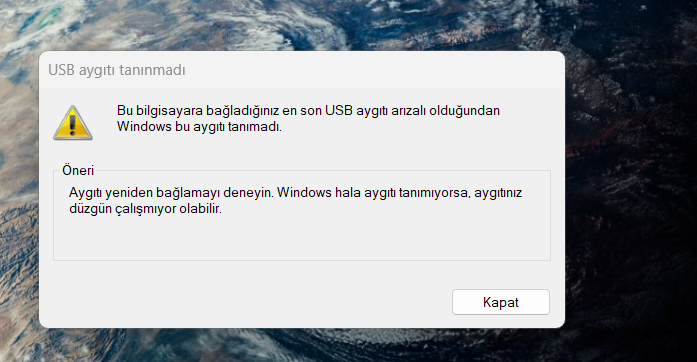 USB aygıtı tanınmadı
Bu bilgisayara bağladığınız en son USB aygıtı arızalı olduğundan
Windows bu aygıtı tanımadı.
Öneri
Aygıtı yeniden bağlamayı deneyin. Windows hala aygıtı tanımıyorsa, aygıtınız
düzgün çalışmıyor olabilir.
Kapat